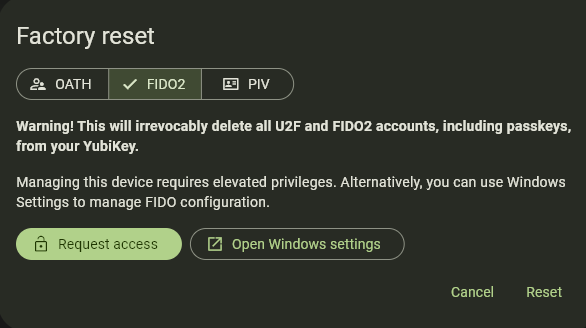 Factory reset
OATH
FIDO2
PIV
Warning! This will irrevocably delete all U2F and FIDO2 accounts, including passkeys,
from your YubiKey.
Managing this device requires elevated privileges. Alternatively, you can use Windows
Settings to manage FIDO configuration.
Request access
Open Windows settings
Cancel
Reset